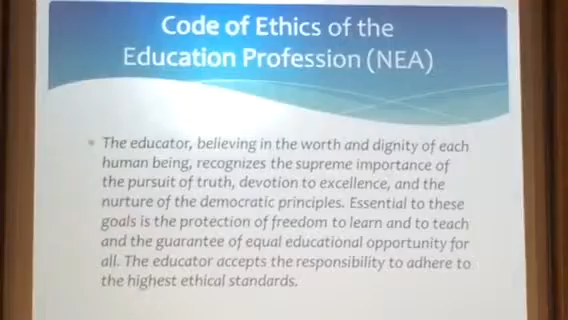 Code of Ethics of the
Education Profession (NEA)
The educator, believing in the worth and dignity of each
human being, recognizes the supreme importance of
the pursuit of truth, devotion to excellence, and the
nurture of the democratic principles. Essential to these
goals is the protection of freedom to learn and to teach
and the guarantee of equal educational opportunity for
all. The educator accepts the responsibility to adhere to
the highest ethical standards.